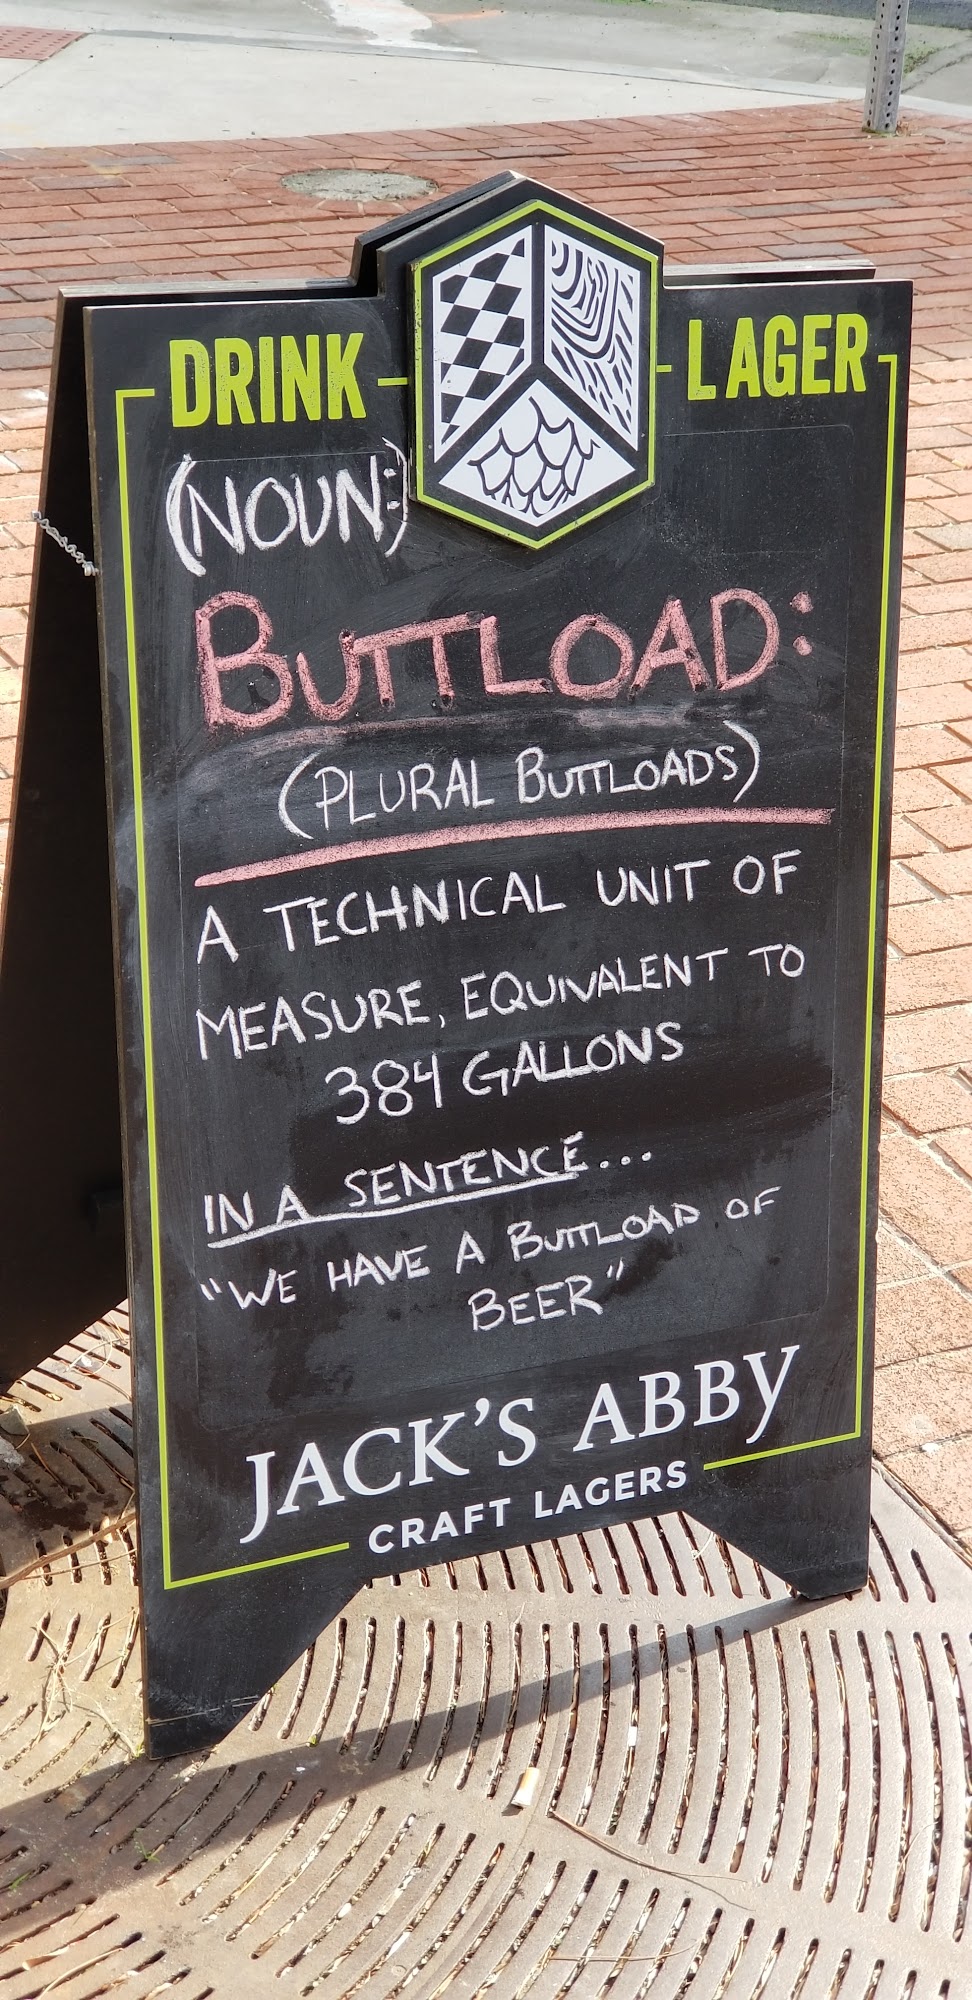 DRINK LAGER
(NOUN:)
BUTTLOAD:
(PLURAL BUTTLOADS)
A TECHNICAL UNIT OF
MEASURE, EQUIVALENT TO
384 GALLONS
IN A SENTENCE...
"WE HAVE A BUTTLOAD OF
BEER"
JACK'S ABBY
CRAFT LAGERS